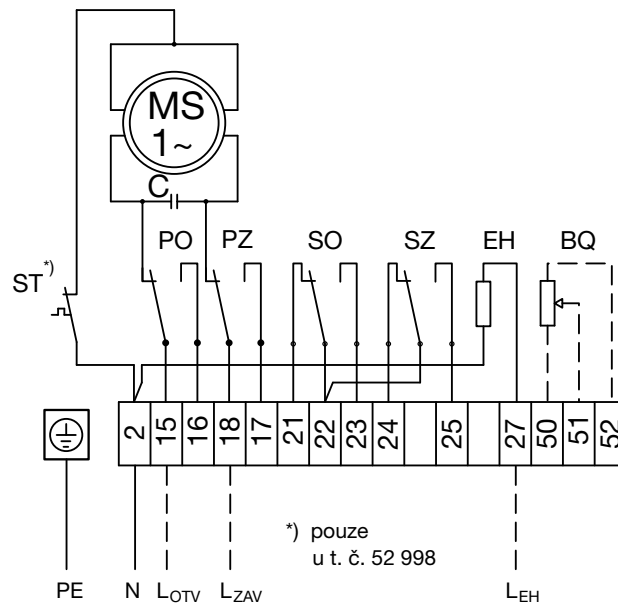 MS
1~
C
PO PZ SO SZ EH BQ
ST*)
2 15 16 18 17 21 22 23 24 25 27 50 51 52
*) pouze
u t. č. 52 998
PE N LOTV LZAV LEH